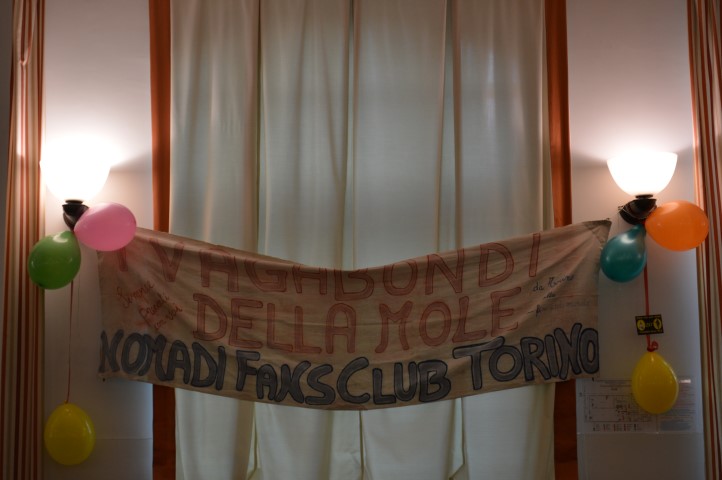 I VAGABONDI
DELLA MOLE
NOMADI FANS CLUB TORINO